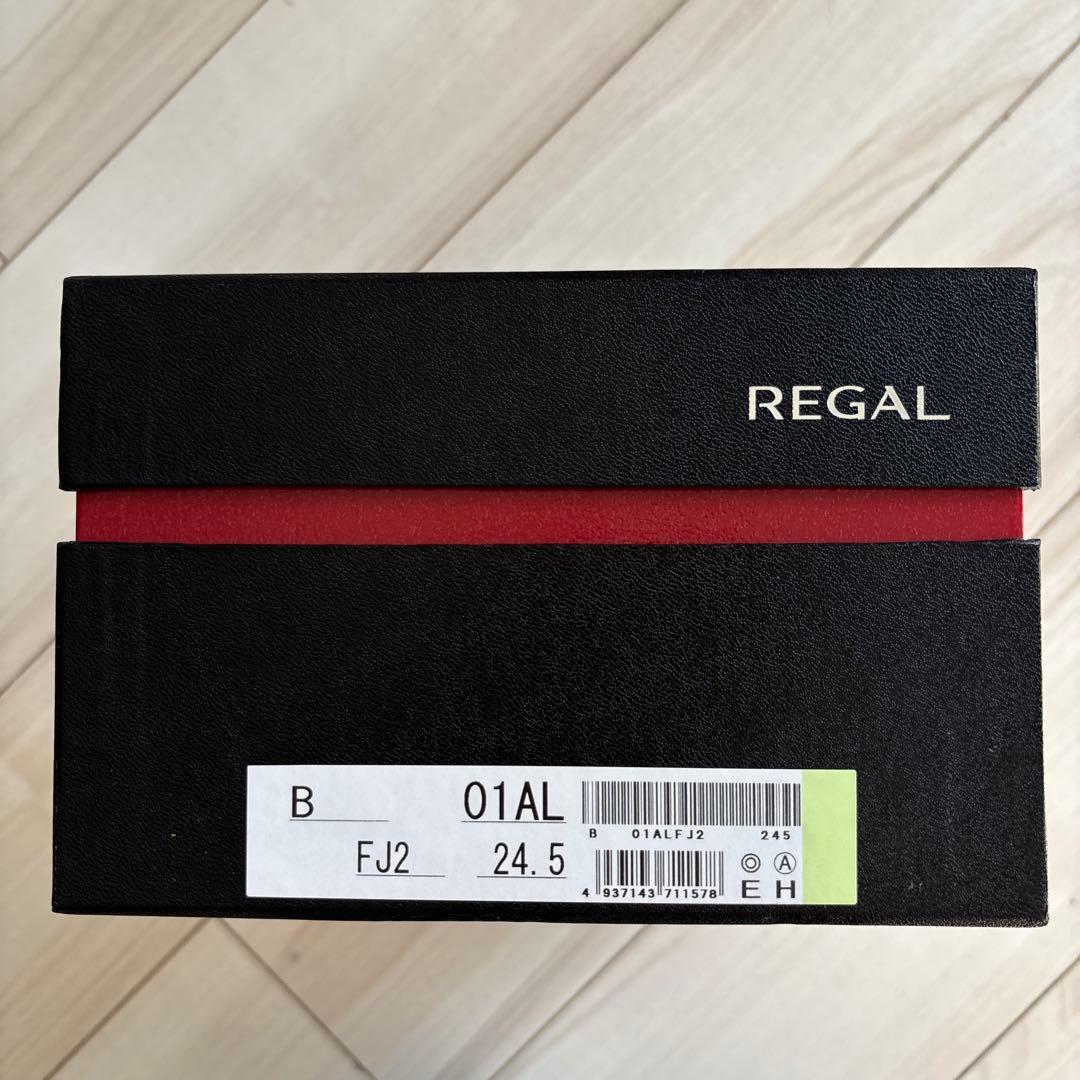 REGAL
B 01AL
B 01ALFJ2 245
FJ2 24.5
4 937143 711578
◎ Ⓐ
E H